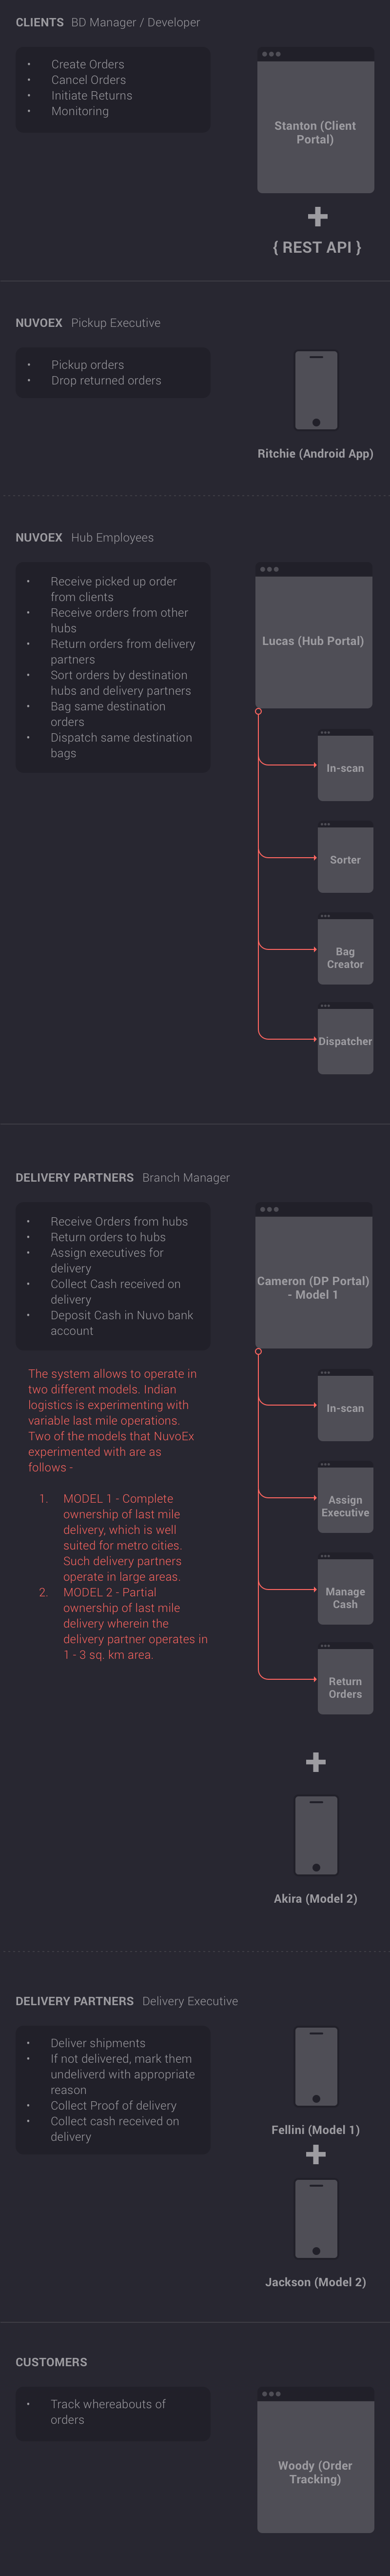 CLIENTS BD Manager / Developer
• Create Orders
• Cancel Orders
• Initiate Returns
• Monitoring
Stanton (Client
Portal)
+
{ REST API }
NUVOEX Pickup Executive
• Pickup orders
• Drop returned orders
Ritchie (Android App)
NUVOEX Hub Employees
• Receive picked up order
from clients
• Receive orders from other
hubs
• Return orders from delivery
partners
• Sort orders by destination
hubs and delivery partners
• Bag same destination
orders
• Dispatch same destination
bags
Lucas (Hub Portal)
In-scan
Sorter
Bag
Creator
Dispatcher
DELIVERY PARTNERS Branch Manager
• Receive Orders from hubs
• Return orders to hubs
• Assign executives for
delivery
• Collect Cash received on
delivery
• Deposit Cash in Nuvo bank
account
The system allows to operate in
two different models. Indian
logistics is experimenting with
variable last mile operations.
Two of the models that NuvoEx
experimented with are as
follows -
1. MODEL 1 - Complete
ownership of last mile
delivery, which is well
suited for metro cities.
Such delivery partners
operate in large areas.
2. MODEL 2 - Partial
ownership of last mile
delivery wherein the
delivery partner operates in
1 - 3 sq. km area.
Cameron (DP Portal)
- Model 1
In-scan
Assign
Executive
Manage
Cash
Return
Orders
+
Akira (Model 2)
DELIVERY PARTNERS Delivery Executive
• Deliver shipments
• If not delivered, mark them
undeliverd with appropriate
reason
• Collect Proof of delivery
• Collect cash received on
delivery
Fellini (Model 1)
+
Jackson (Model 2)
CUSTOMERS
• Track whereabouts of
orders
Woody (Order
Tracking)